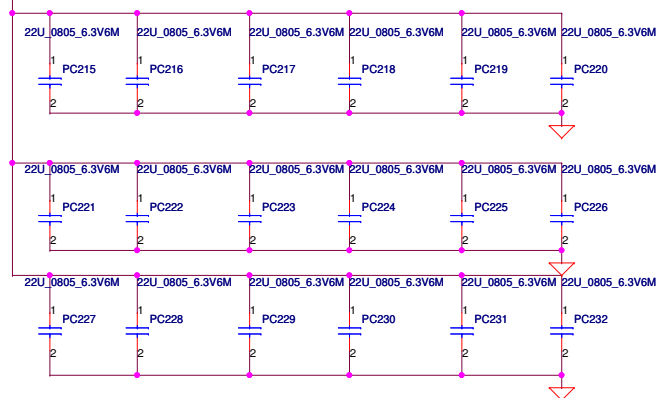 22U_0805_6.3V6M 22U_0805_6.3V6M 22U_0805_6.3V6M 22U_0805_6.3V6M 22U_0805_6.3V6M 22U_0805_6.3V6M
1 1 1 1 1 1
PC215 PC216 PC217 PC218 PC219 PC220
2 2 2 2 2 2
22U_0805_6.3V6M 22U_0805_6.3V6M 22U_0805_6.3V6M 22U_0805_6.3V6M 22U_0805_6.3V6M 22U_0805_6.3V6M
1 1 1 1 1 1
PC221 PC222 PC223 PC224 PC225 PC226
2 2 2 2 2 2
22U_0805_6.3V6M 22U_0805_6.3V6M 22U_0805_6.3V6M 22U_0805_6.3V6M 22U_0805_6.3V6M 22U_0805_6.3V6M
1 1 1 1 1 1
PC227 PC228 PC229 PC230 PC231 PC232
2 2 2 2 2 2